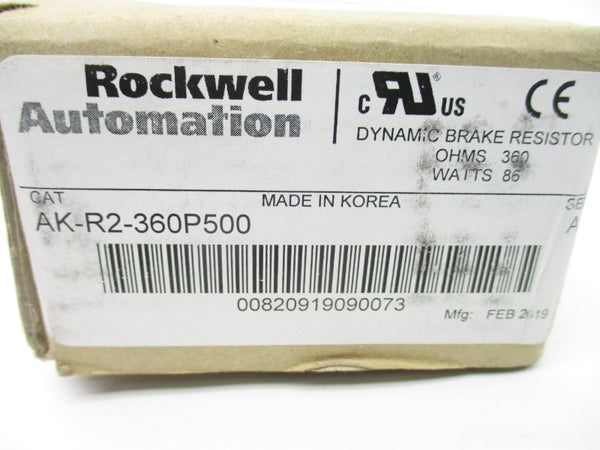 Rockwell
Automation
c RU US CE
DYNAMIC BRAKE RESISTOR
OHMS 360
WATTS 86
CAT MADE IN KOREA
AK-R2-360P500 A
00820919090073
Mfg: FEB 2019